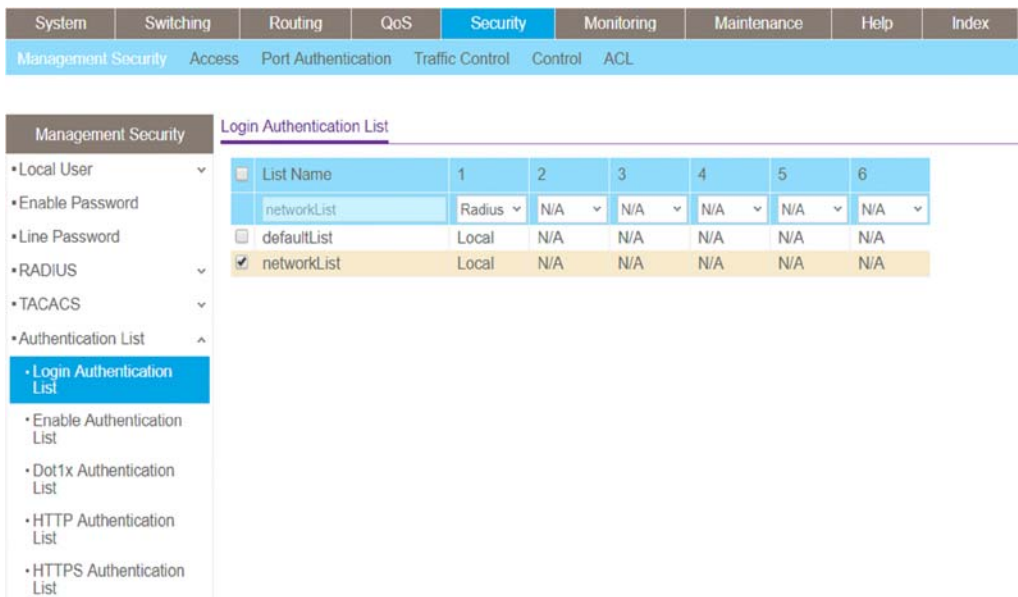 System Switching Routing QoS Security Monitoring Maintenance Help Index
Management Security Access Port Authentication Traffic Control Control ACL
Management Security
•Local User
•Enable Password
•Line Password
•RADIUS
•TACACS
•Authentication List
•Login Authentication
List
•Enable Authentication
List
•Dot1x Authentication
List
•HTTP Authentication
List
•HTTPS Authentication
List
Login Authentication List
List Name 1 2 3 4 5 6
networkList Radius N/A N/A N/A N/A N/A
defaultList Local N/A N/A N/A N/A N/A
networkList Local N/A N/A N/A N/A N/A